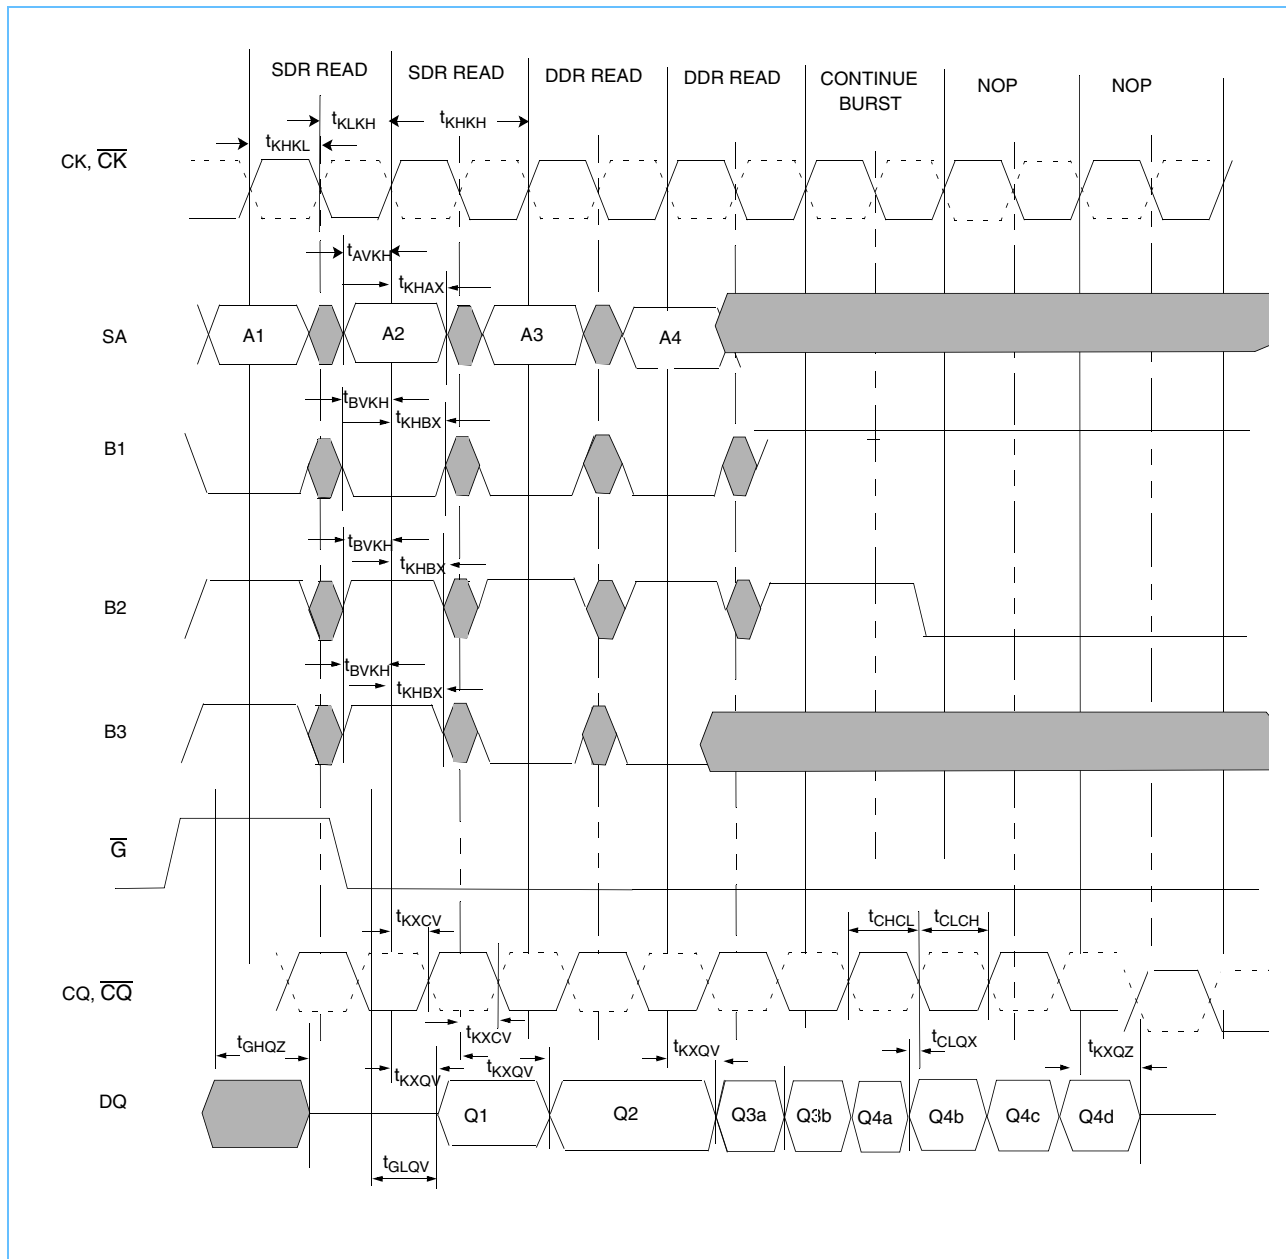 SDR READ SDR READ DDR READ DDR READ CONTINUE BURST NOP NOP
tKLKH tKHKH
tKHKL
CK, CK
tAVKH
tKHAX
SA A1 A2 A3 A4
tBVKH
tKHBX
B1
tBVKH
tKHBX
B2
tBVKH
tKHBX
B3
G
tKXCV tCHCL tCLCH
CQ, CQ
tKXCV
tGHQZ tKXQV tKXQV tKXQV tCLQX tKXQZ
DQ Q1 Q2 Q3a Q3b Q4a Q4b Q4c Q4d
tGLQV